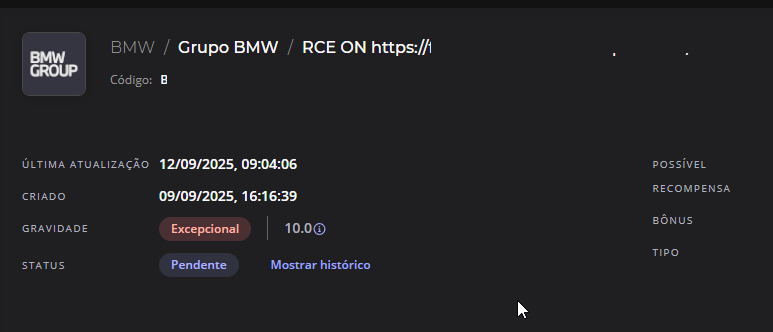 BMW GROUP
BMW / Grupo BMW / RCE ON https://t
Código: B
ÚLTIMA ATUALIZAÇÃO 12/09/2025, 09:04:06
CRIADO 09/09/2025, 16:16:39
GRAVIDADE Excepcional 10.0
STATUS Pendente Mostrar histórico
POSSÍVEL
RECOMPENSA
BÔNUS
TIPO